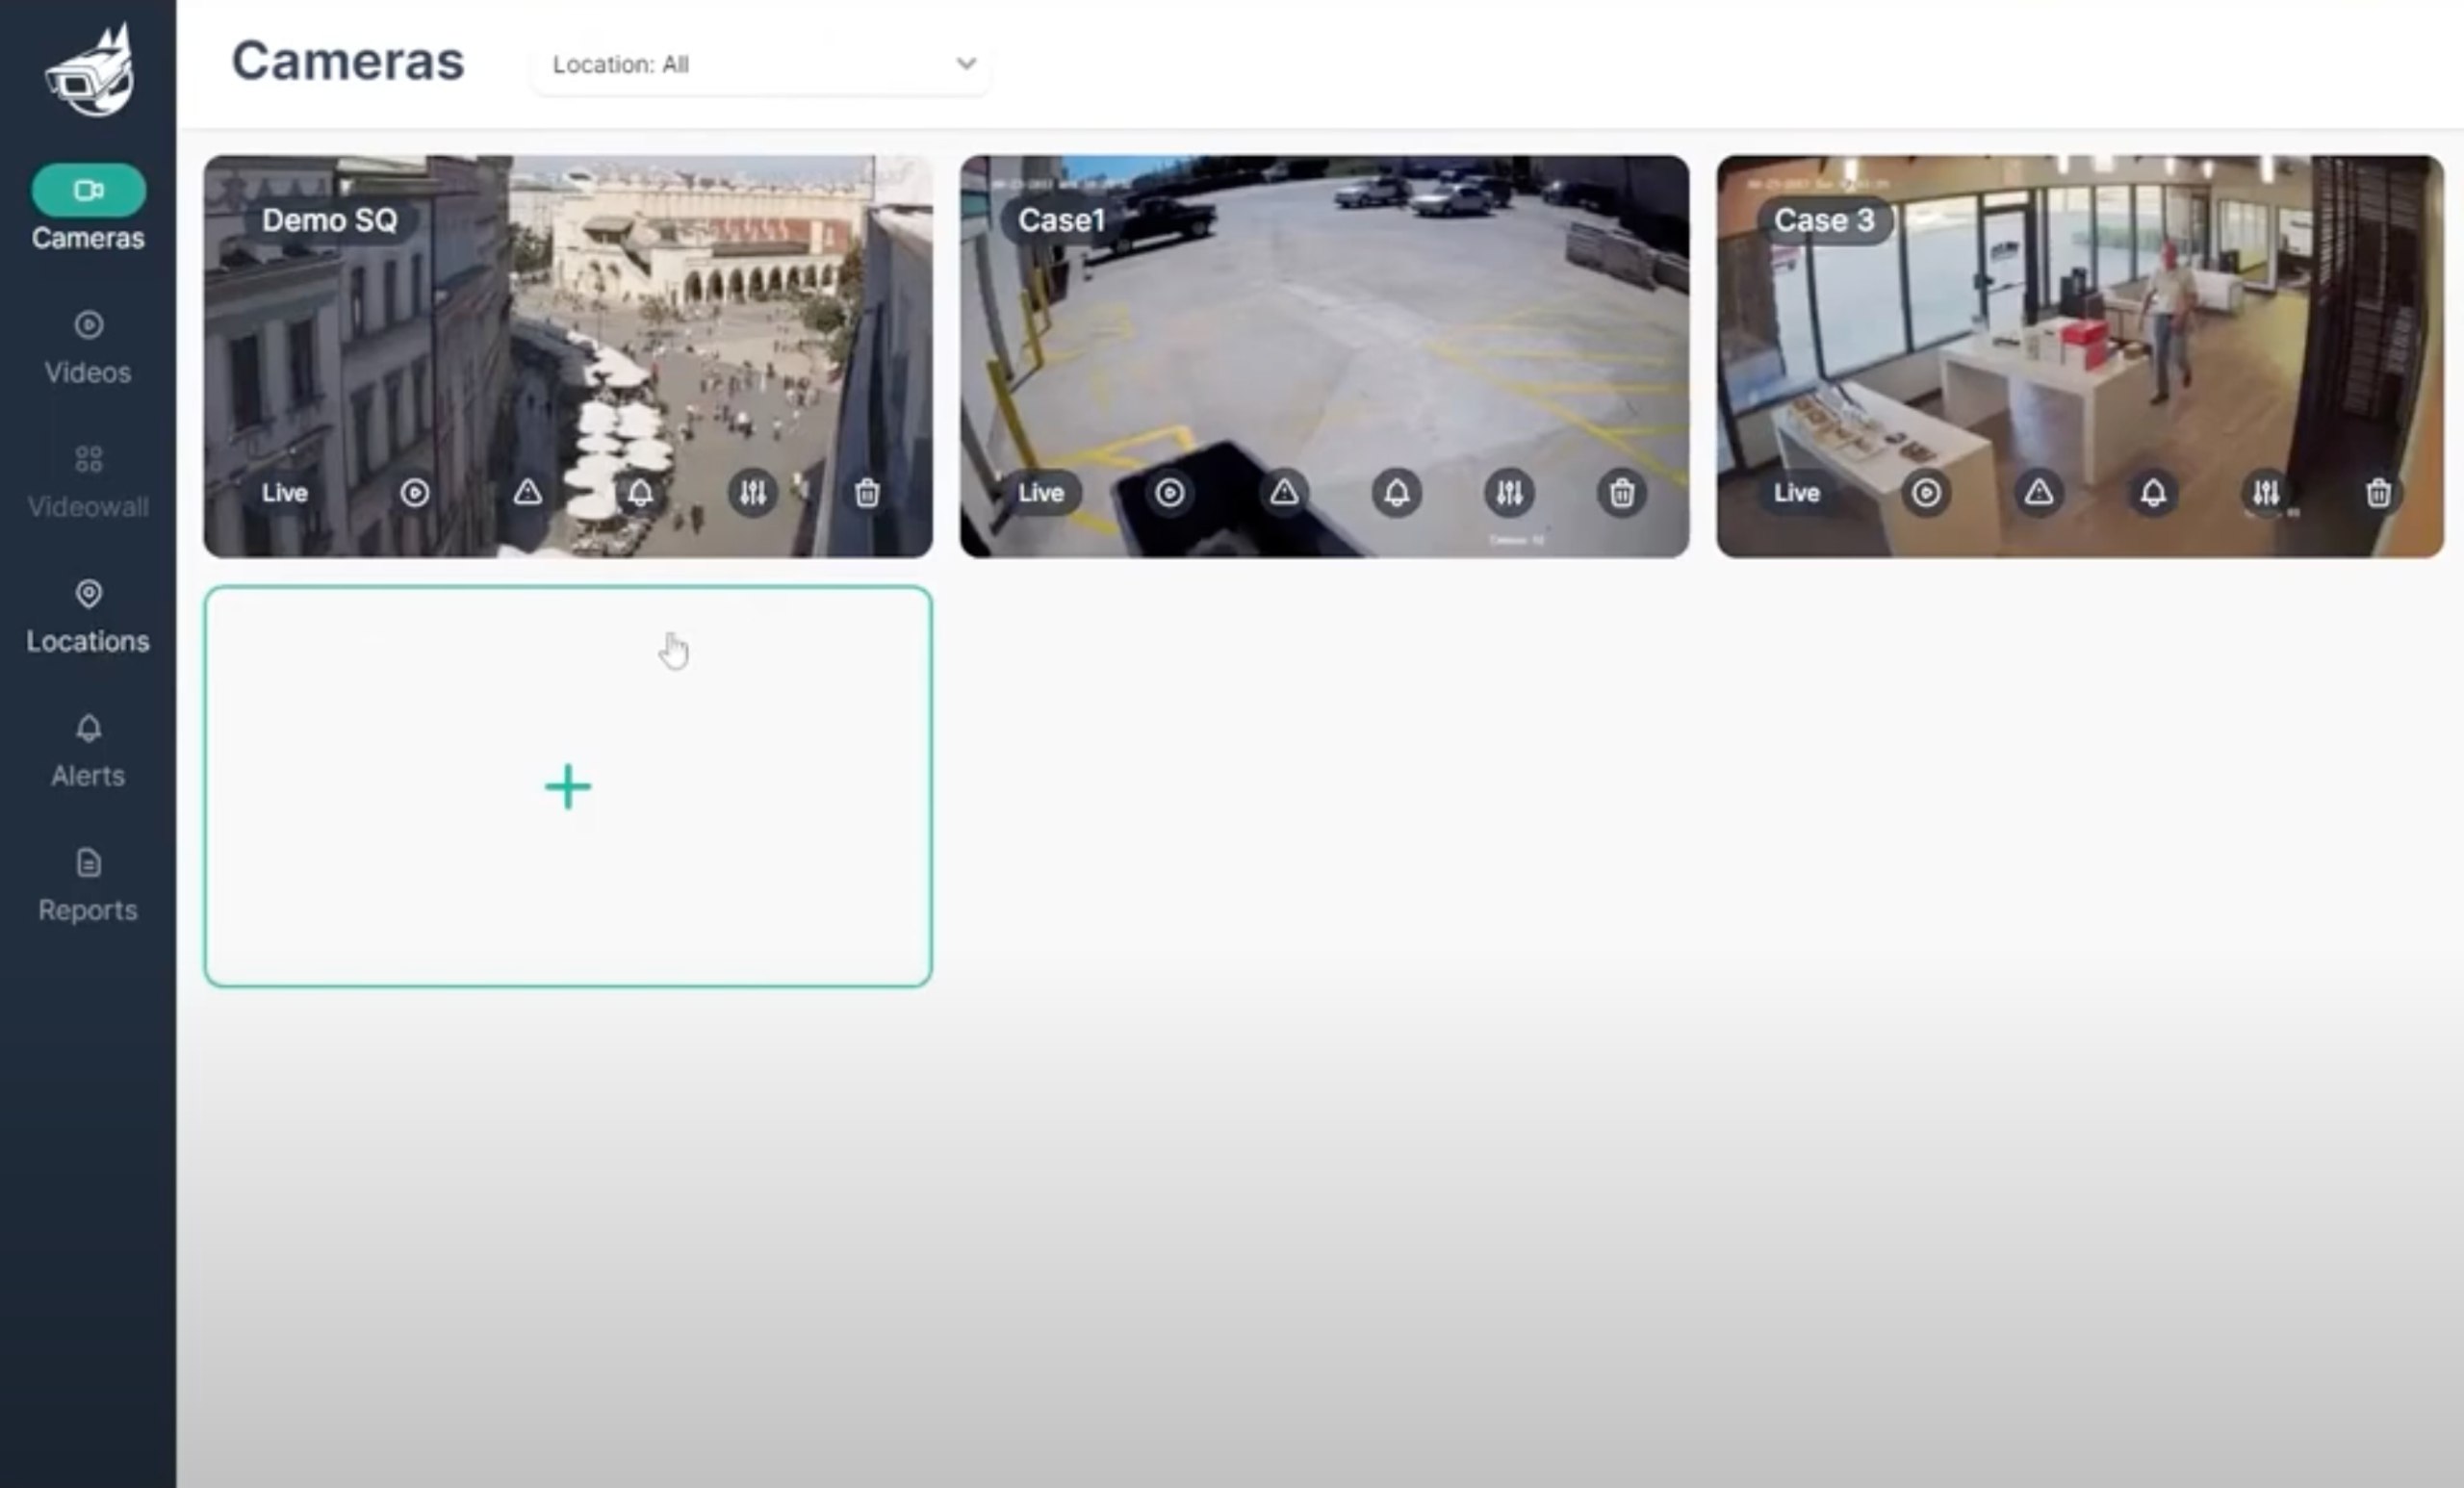 Cameras
Location: All
Cameras
Videos
Videowall
Locations
Alerts
Reports
Demo SQ
Live
Case1
Live
Case 3
Live